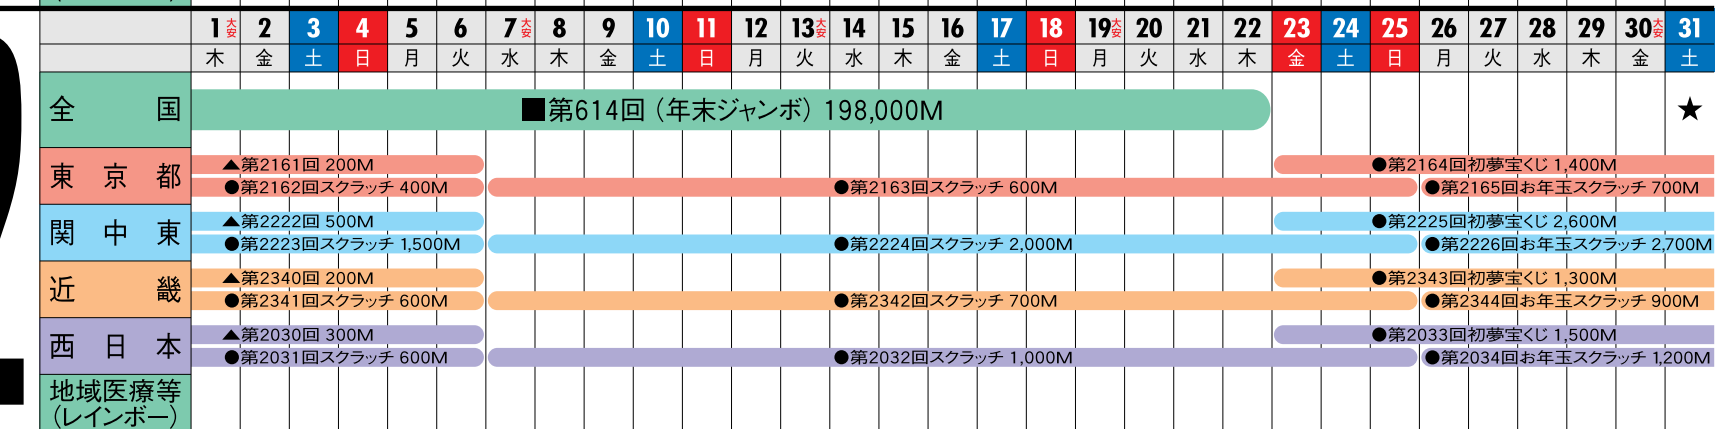 1 大安 2 3 4 5 6 7 大安 8 9 10 11 12 13 大安 14 15 16 17 18 19 大安 20 21 22 23 24 25 26 27 28 29 30 大安 31
木 金 土 日 月 火 水 木 金 土 日 月 火 水 木 金 土 日 月 火 水 木 金 土 日 月 火 水 木 金 土
全国 ■第614回（年末ジャンボ）198,000M ★
東京都
▲第2161回 200M ●第2164回初夢宝くじ 1,400M
●第2162回スクラッチ 400M ●第2163回スクラッチ 600M ●第2165回お年玉スクラッチ 700M
関中東
▲第2222回 500M ●第2225回初夢宝くじ 2,600M
●第2223回スクラッチ 1,500M ●第2224回スクラッチ 2,000M ●第2226回お年玉スクラッチ 2,700M
近畿
▲第2340回 200M ●第2343回初夢宝くじ 1,300M
●第2341回スクラッチ 600M ●第2342回スクラッチ 700M ●第2344回お年玉スクラッチ 900M
西日本
▲第2030回 300M ●第2033回初夢宝くじ 1,500M
●第2031回スクラッチ 600M ●第2032回スクラッチ 1,000M ●第2034回お年玉スクラッチ 1,200M
地域医療等
（レインボー）